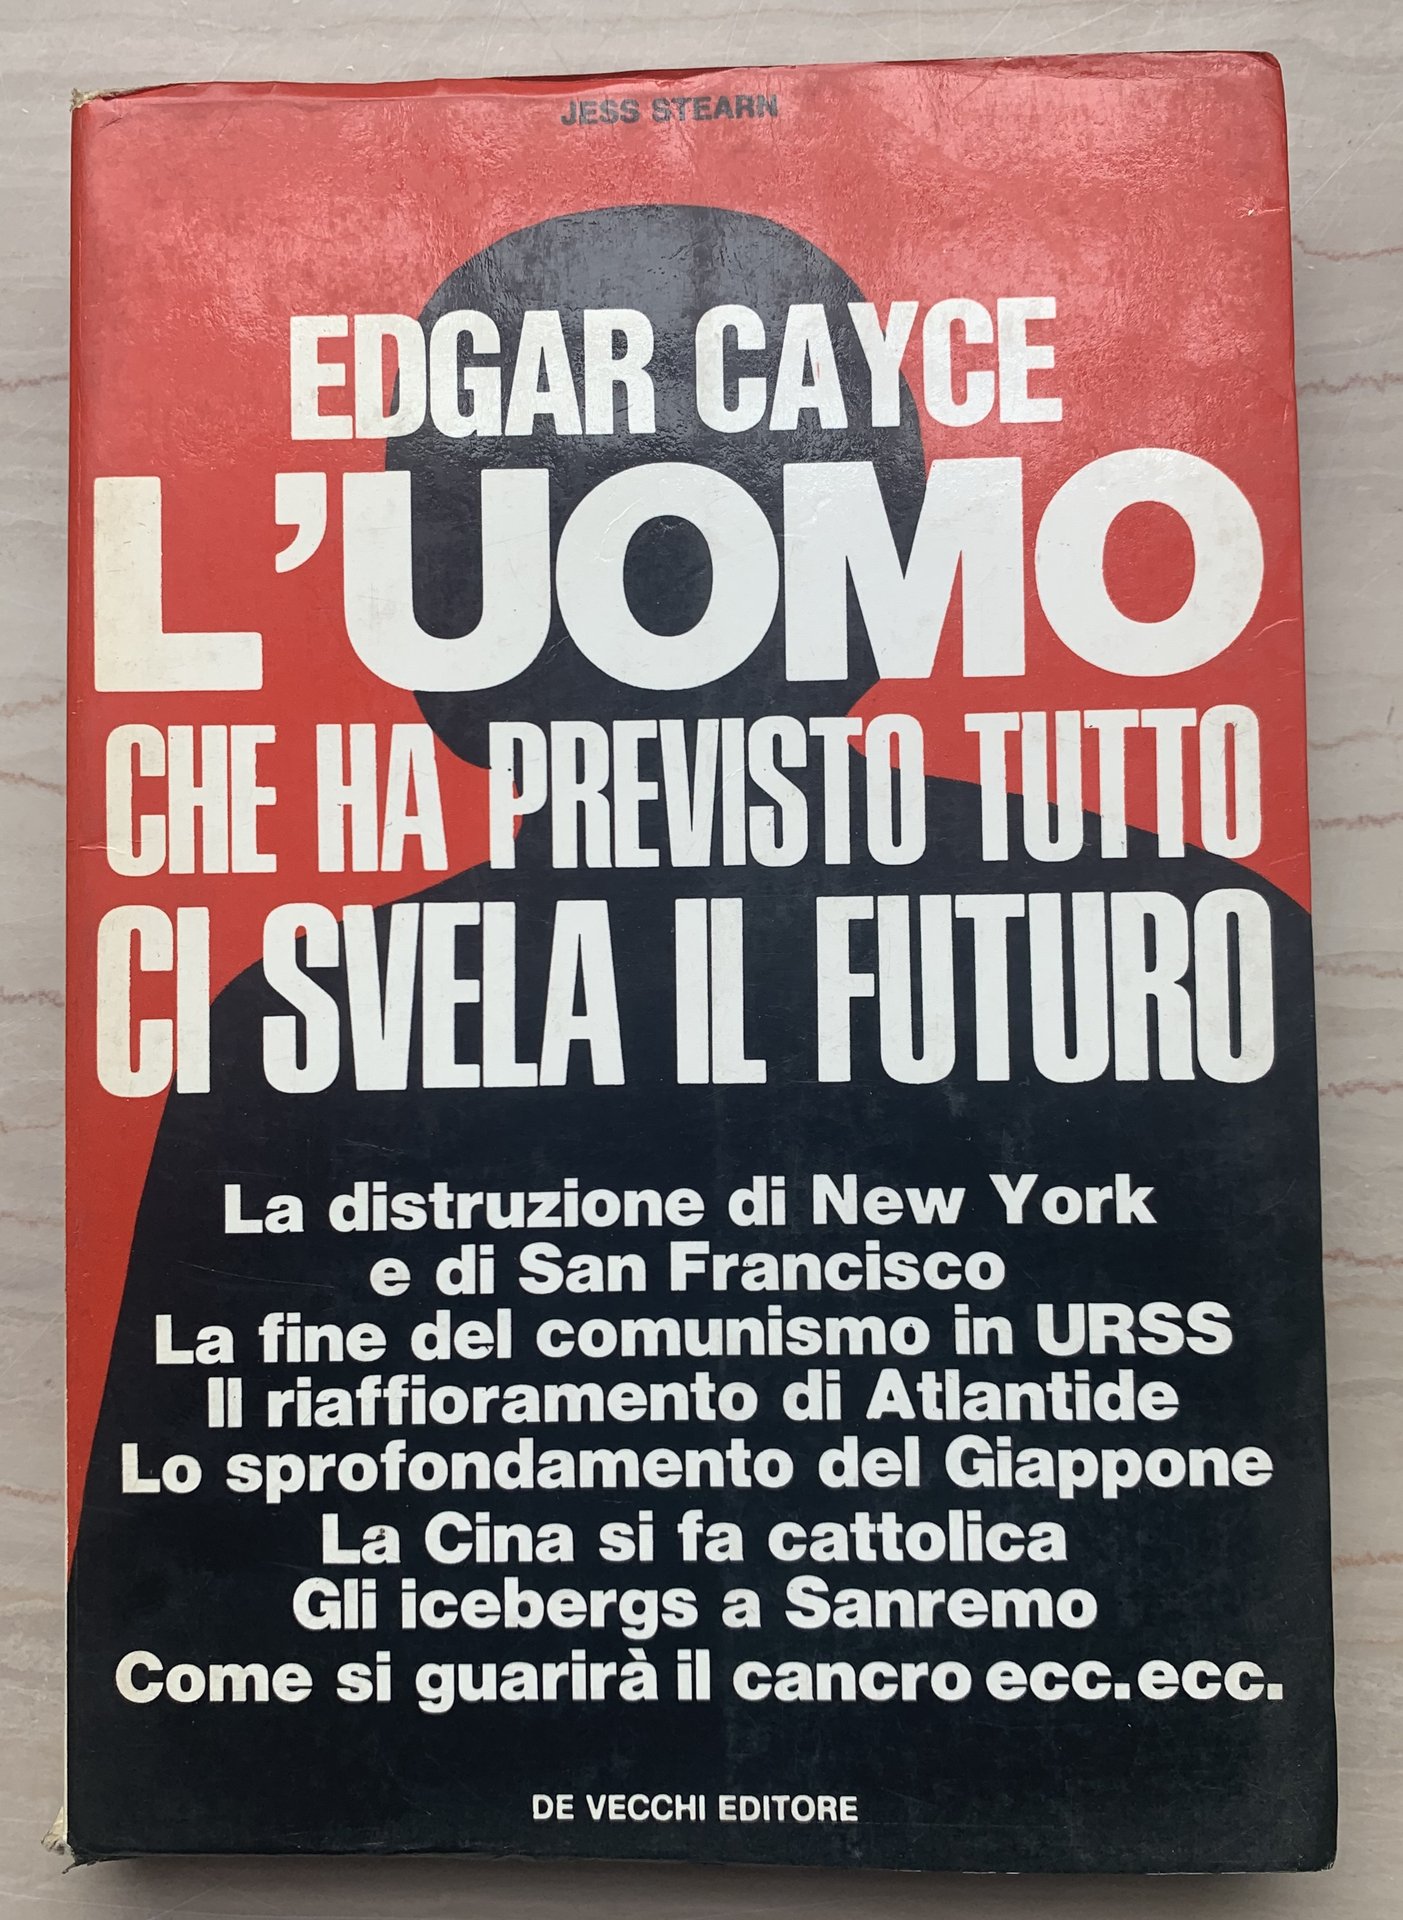 JESS STEARN
EDGAR CAYCE
L'UOMO
CHE HA PREVISTO TUTTO
CI SVELA IL FUTURO
La distruzione di New York
e di San Francisco
La fine del comunismo in URSS
Il riaffioramento di Atlantide
Lo sprofondamento del Giappone
La Cina si fa cattolica
Gli icebergs a Sanremo
Come si guarirà il cancro ecc. ecc.
DE VECCHI EDITORE